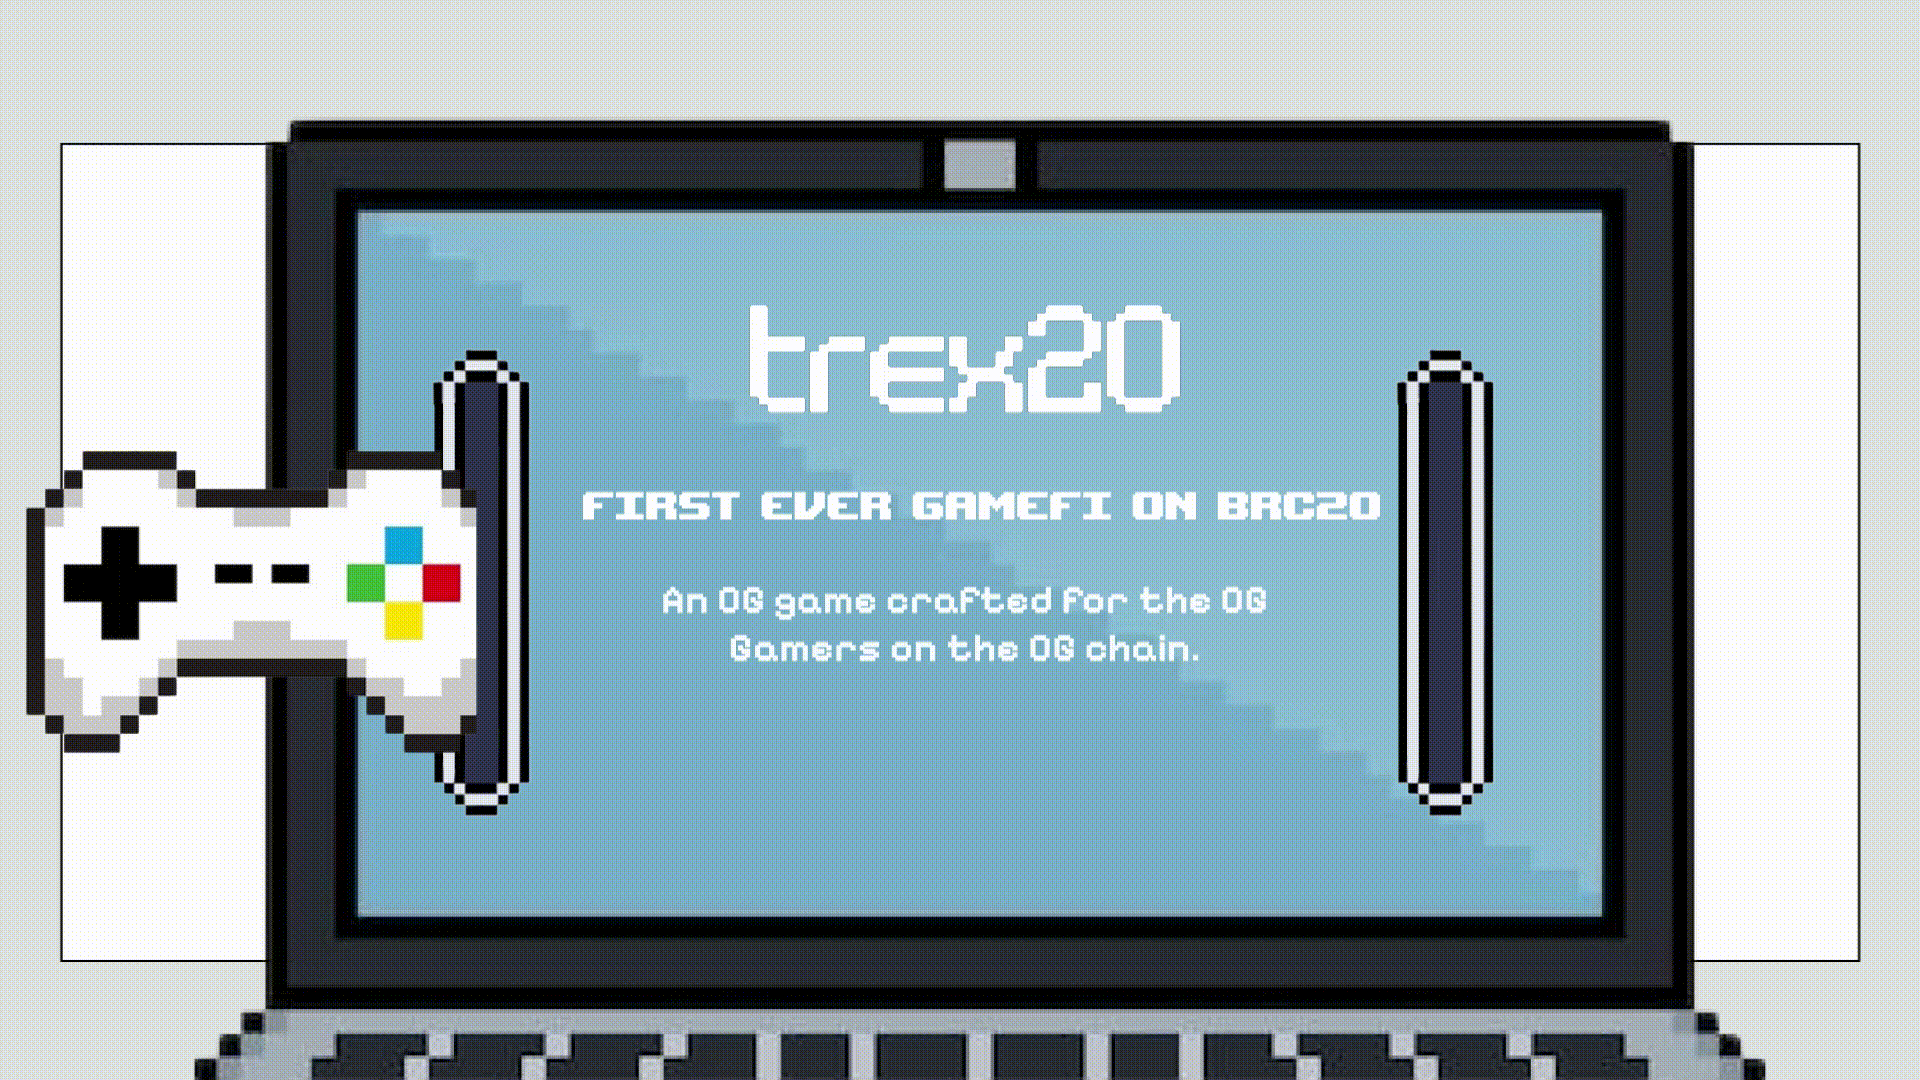 trex20
FIRST EVER GAMEFI ON BRC20
An OG game crafted for the OG
Gamers on the OG chain.